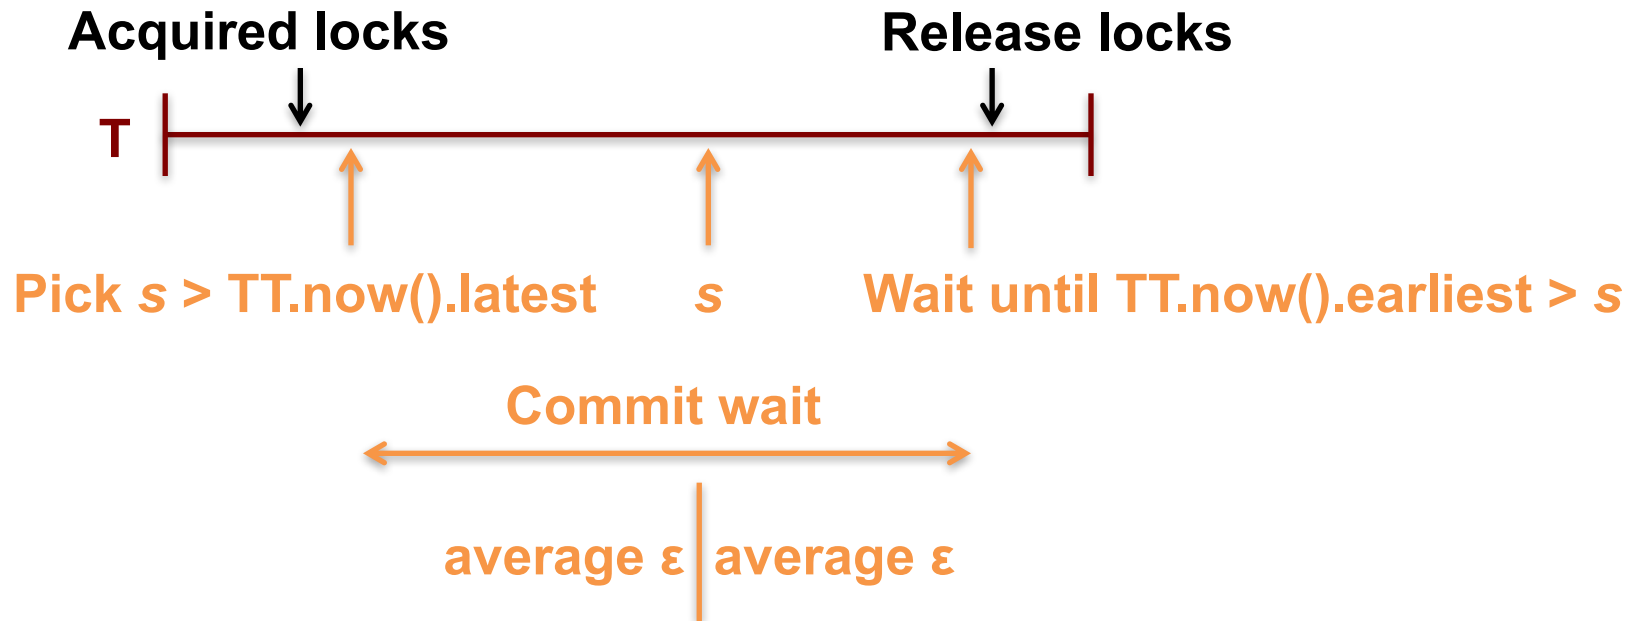 Acquired locks
Release locks
T
Pick s > TT.now().latest
s
Wait until TT.now().earliest > s
Commit wait
average ε
average ε